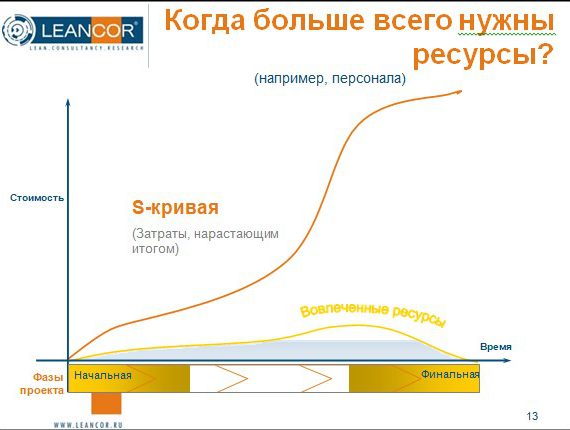 LEANCOR®
LEAN.CONSULTANCY.RESEARCH
Когда больше всего нужны
ресурсы?
(например, персонала)
Стоимость
S-кривая
(Затраты, нарастающим
итогом)
Вовлеченные ресурсы
Время
Фазы
проекта
Начальная
Финальная
WWW.LEANCOR.RU
13